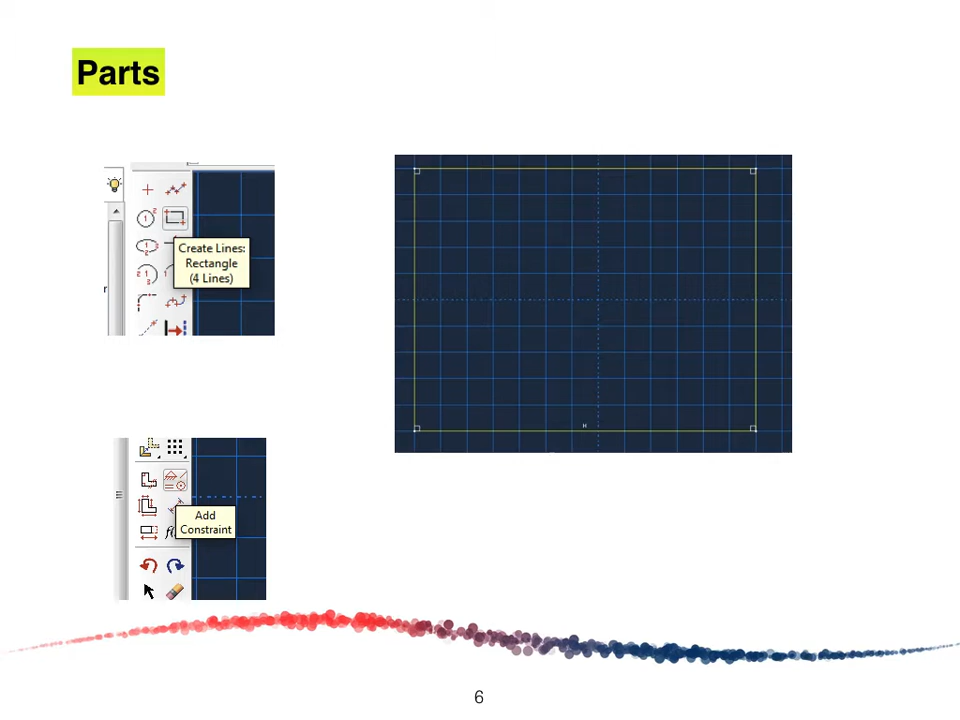 Parts
Create Lines:
Rectangle
(4 Lines)
H
Add
Constraint
6